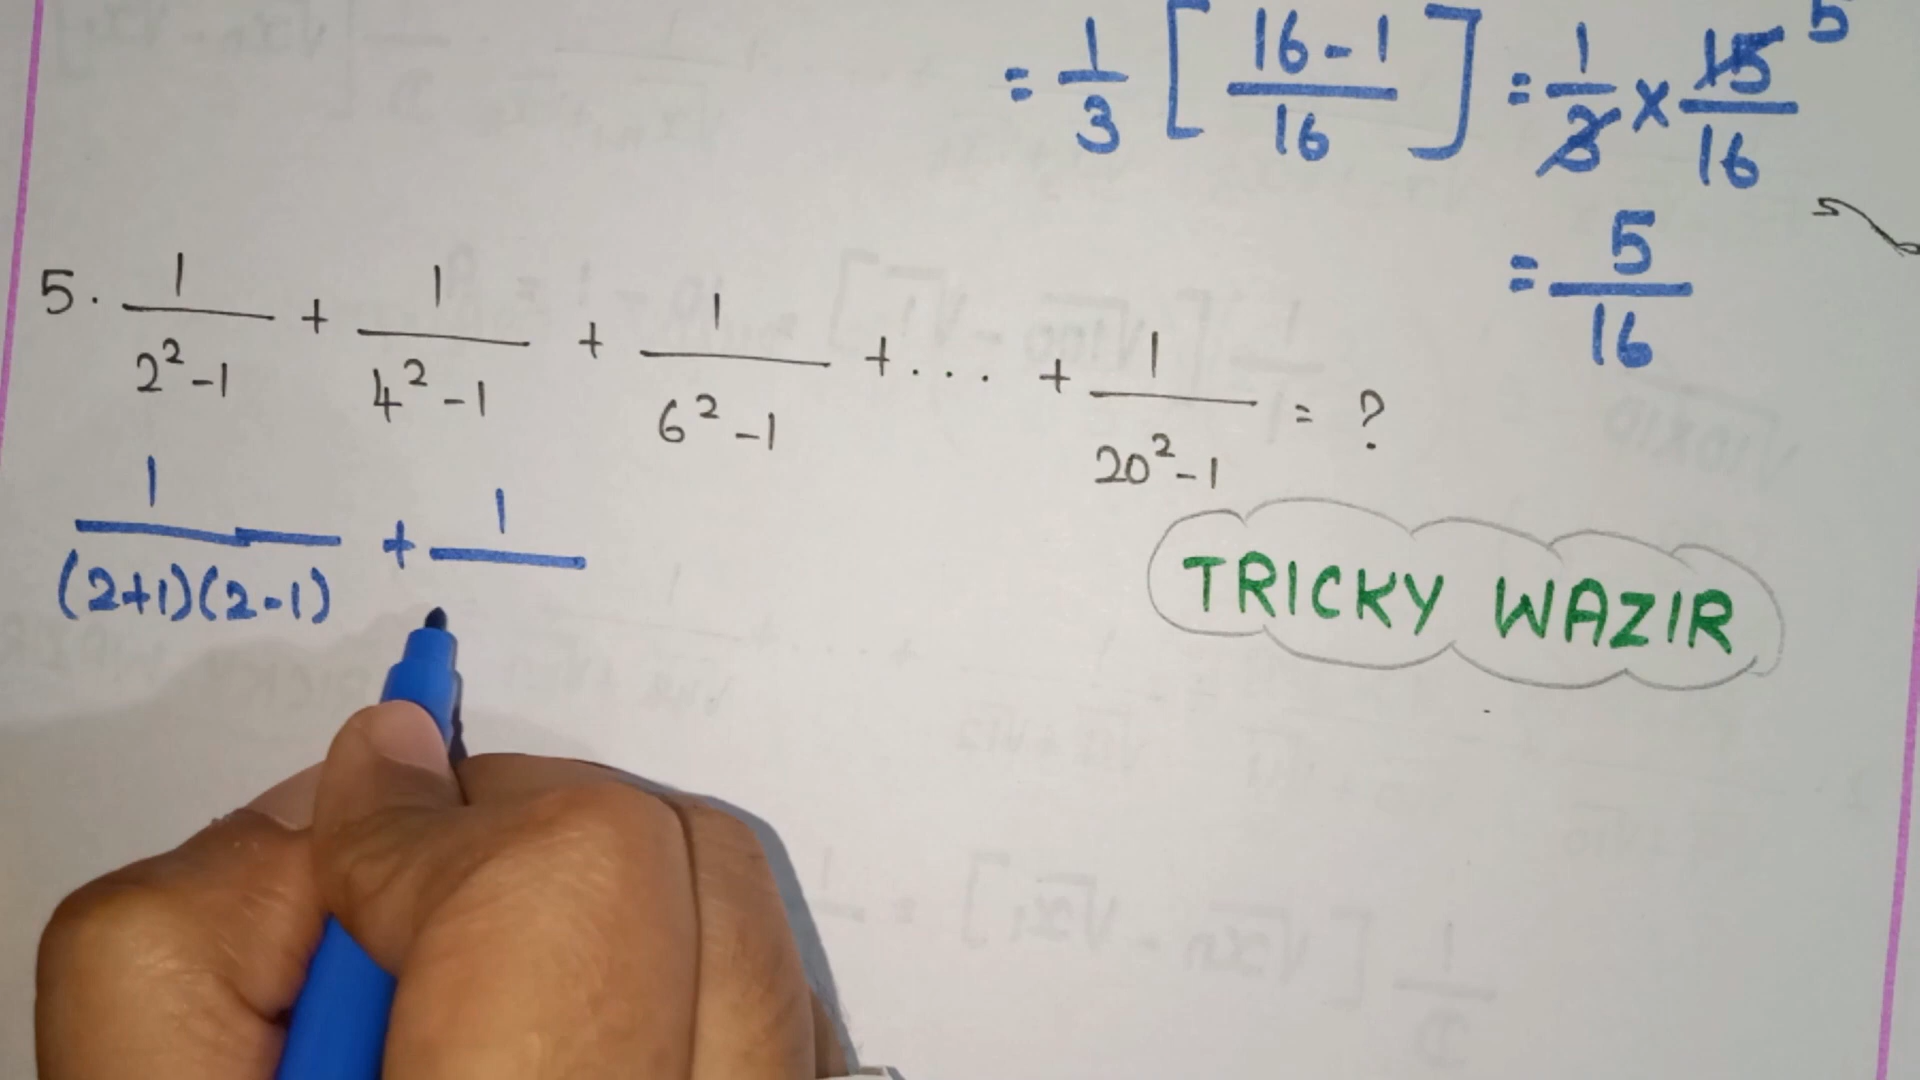 = 1/3 [ (16-1)/16 ] = 1/3 × 15/16 5
= 5/16
5. 1/(2²-1) + 1/(4²-1) + 1/(6²-1) + ... + 1/(20²-1) = ?
1/((2+1)(2-1)) + 1/
TRICKY WAZIR